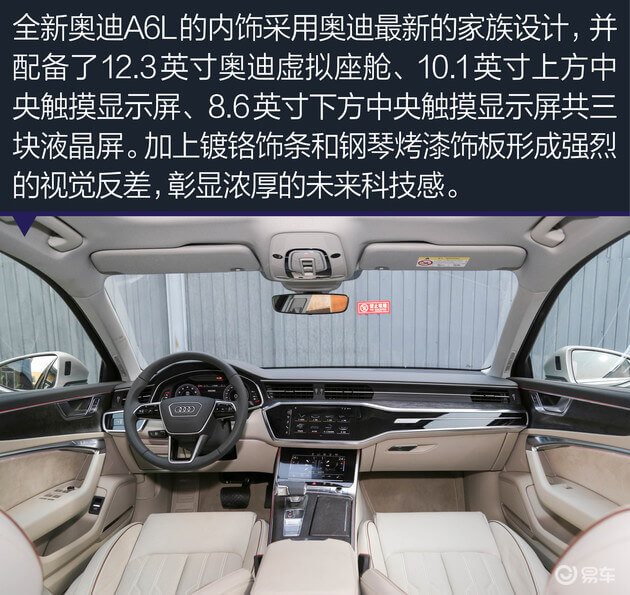 全新奥迪A6L的内饰采用奥迪最新的家族设计，并
配备了12.3英寸奥迪虚拟座舱、10.1英寸上方中
央触摸显示屏、8.6英寸下方中央触摸显示屏共三
块液晶屏。加上镀铬饰条和钢琴烤漆饰板形成强烈
的视觉反差，彰显浓厚的未来科技感。
易车